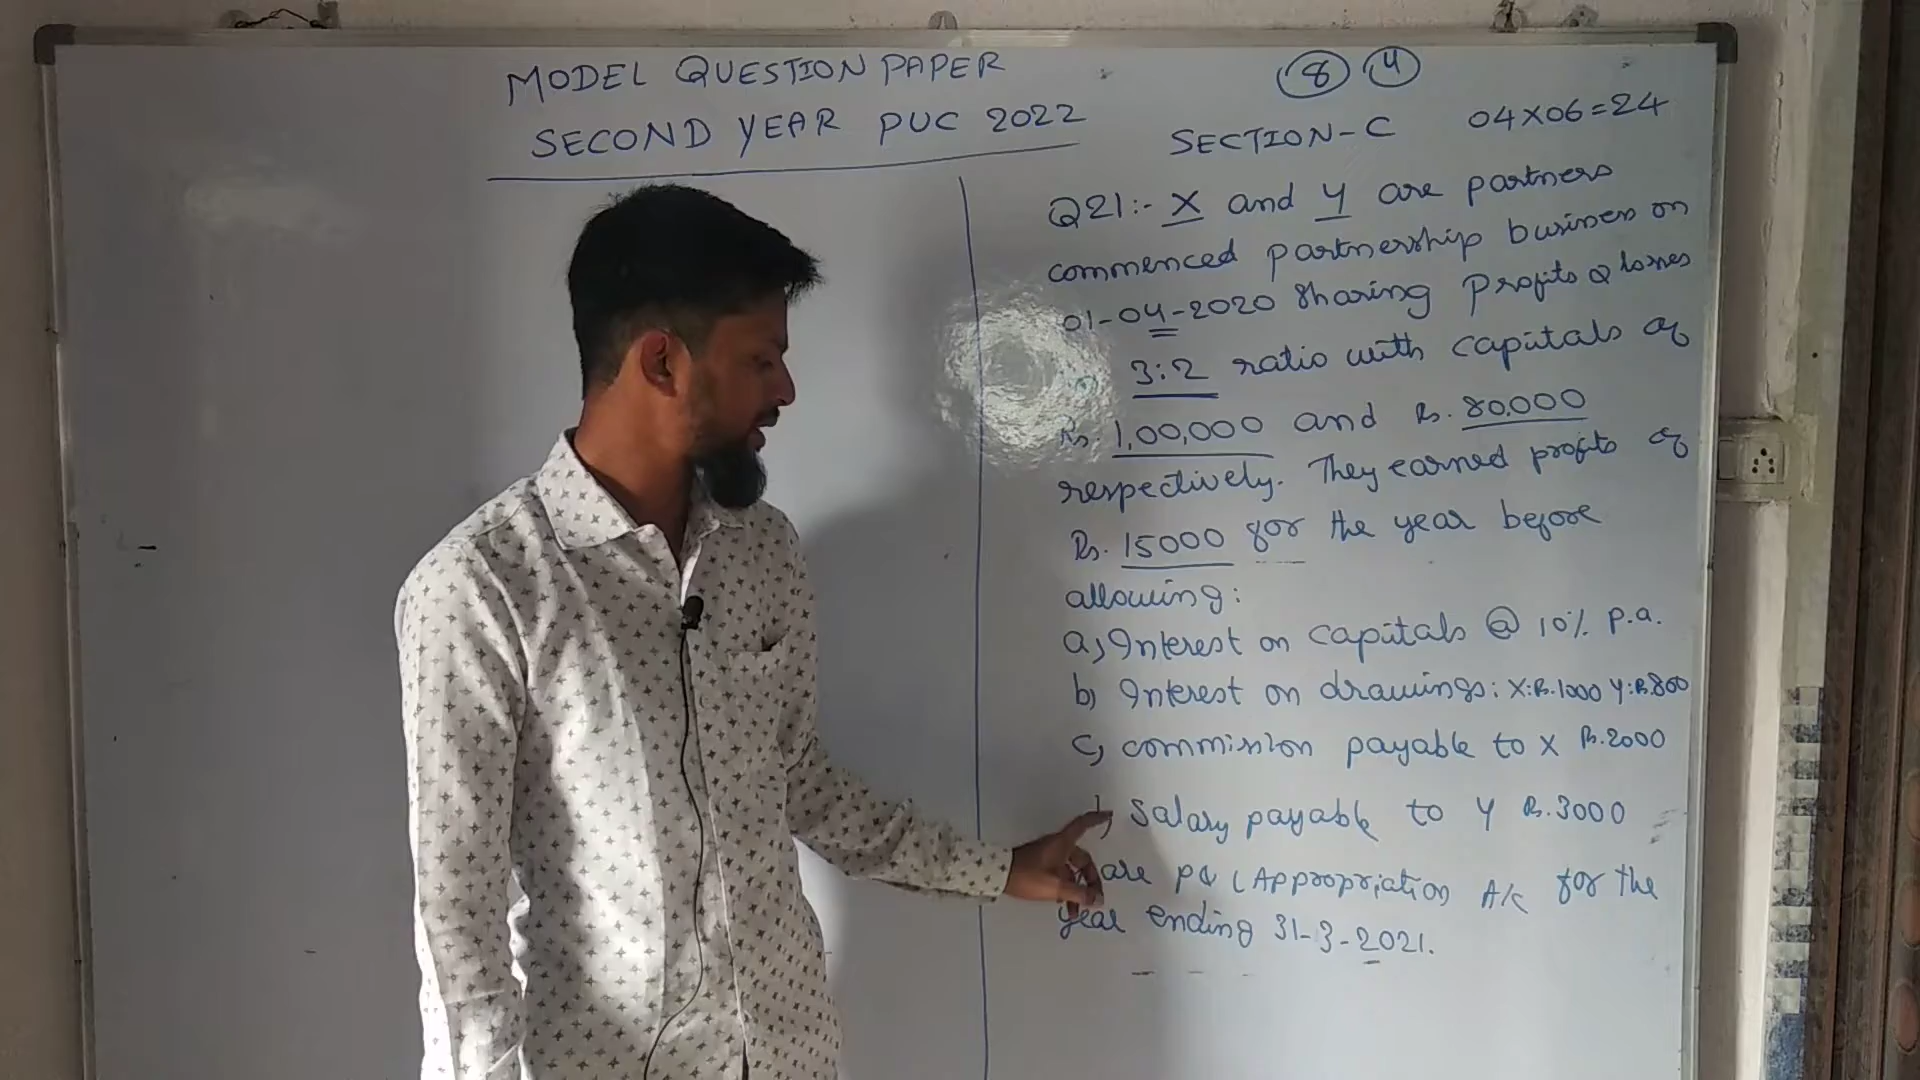 MODEL QUESTION PAPER
SECOND YEAR PUC 2022
8 4
SECTION-C 04X06=24
Q21:- X and Y are partners
commenced partnership business on
01-04-2020 sharing Profits & losses
3:2 ratio with capitals of
Rs. 1,00,000 and Rs. 80,000
respectively. They earned profits of
Rs. 15000 for the year before
allowing:
a) Interest on capitals @ 10% p.a.
b) Interest on drawings: X:Rs.1000 Y:Rs.800
c) commission payable to X Rs.2000
Salary payable to Y Rs.3000
P&L Appropriation A/c for the
year ending 31-3-2021.